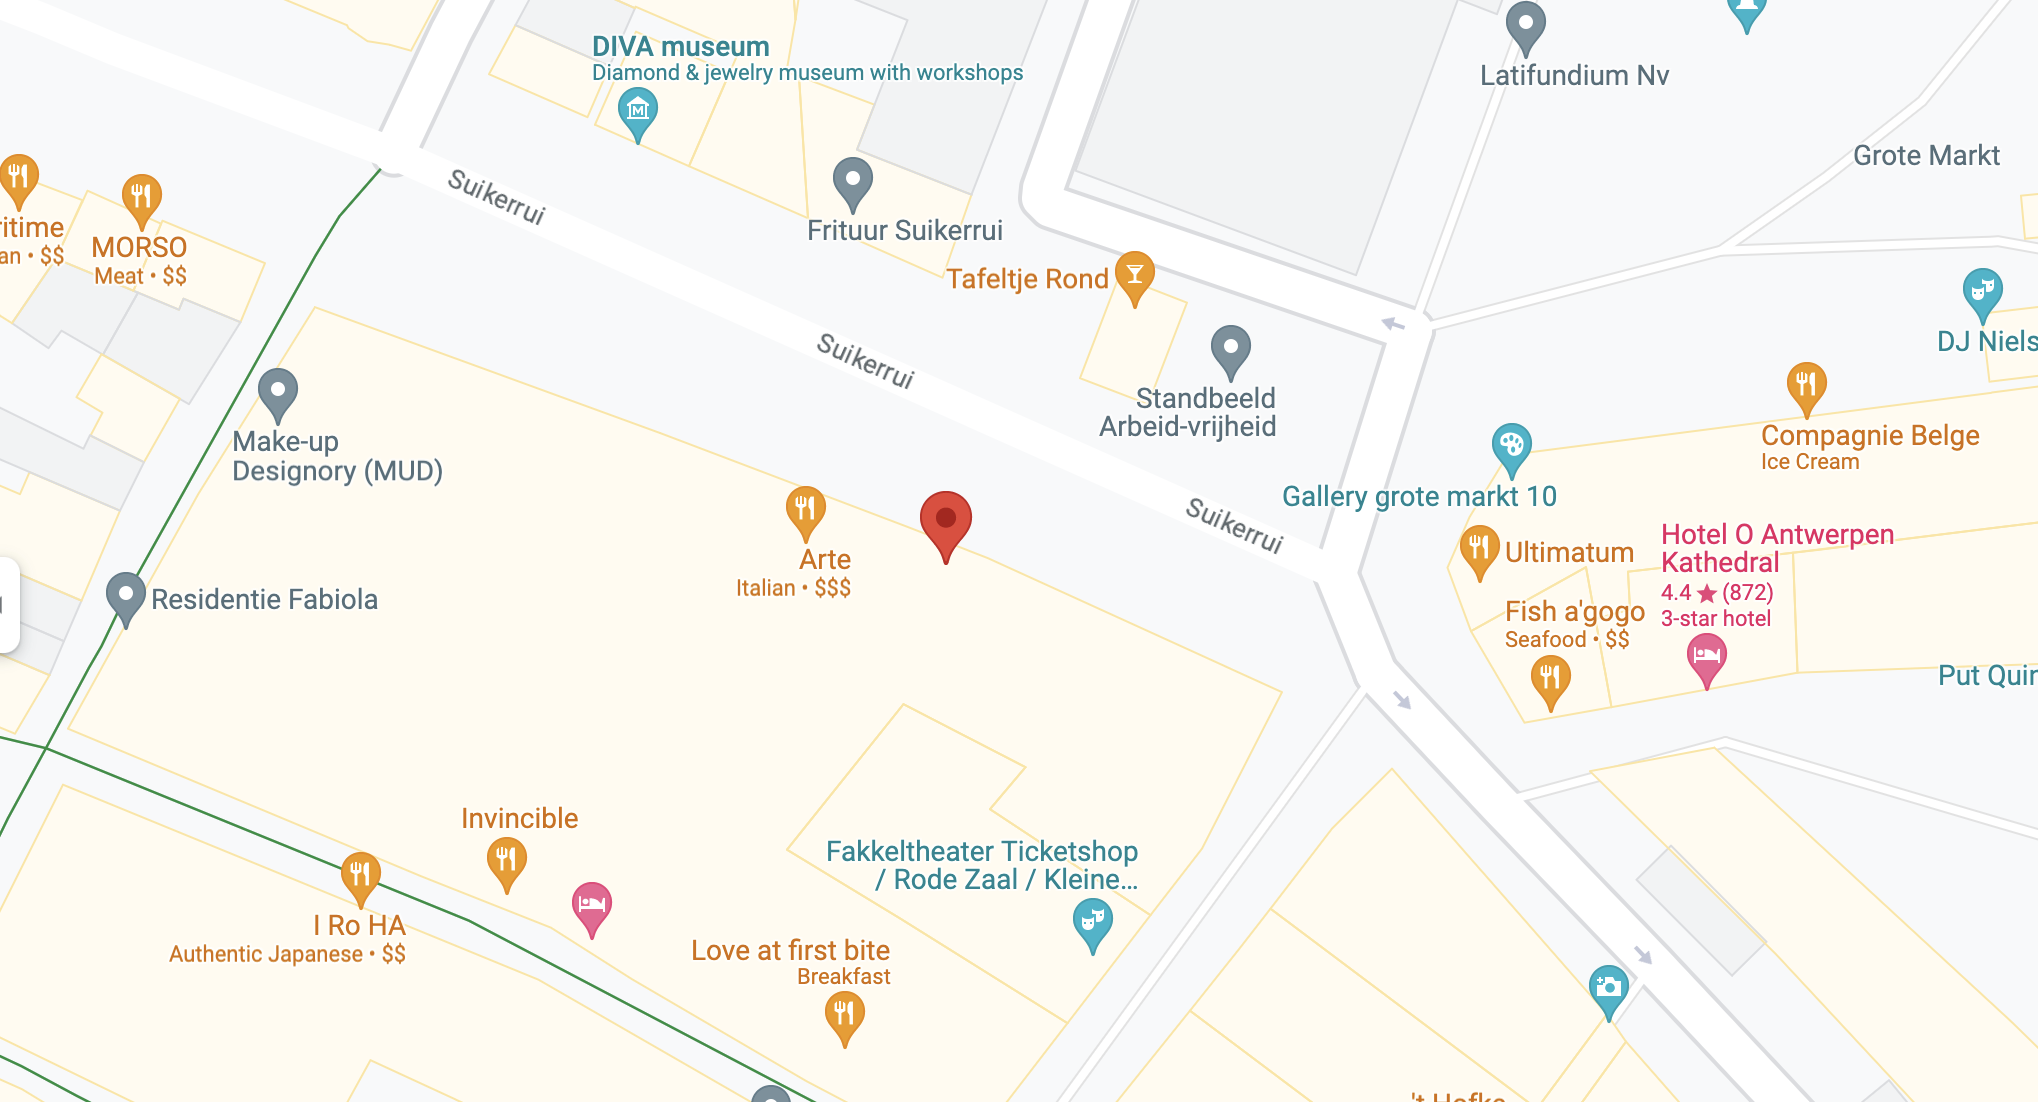 DIVA museum
Diamond & jewelry museum with workshops
Latifundium Nv
Grote Markt
Suikerrui
Frituur Suikerrui
ritime
an • $$
MORSO
Meat • $$
Tafeltje Rond
Suikerrui
Standbeeld
Arbeid-vrijheid
DJ Niels
Compagnie Belge
Ice Cream
Make-up
Designory (MUD)
Gallery grote markt 10
Suikerrui
Arte
Italian • $$$
Ultimatum
Hotel O Antwerpen
Kathedral
4.4 ★ (872)
3-star hotel
Residentie Fabiola
Fish a'gogo
Seafood • $$
Put Quir
Invincible
Fakkeltheater Ticketshop
/ Rode Zaal / Kleine...
I Ro HA
Authentic Japanese • $$
Love at first bite
Breakfast